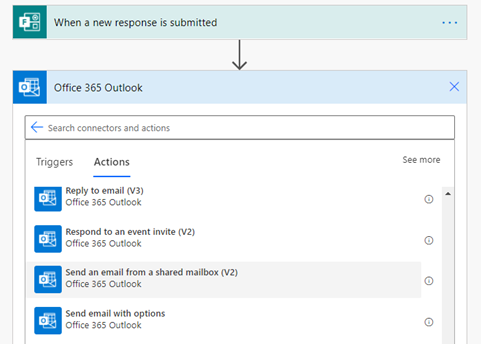 When a new response is submitted
Office 365 Outlook
Search connectors and actions
Triggers Actions See more
Reply to email (V3)
Office 365 Outlook
Respond to an event invite (V2)
Office 365 Outlook
Send an email from a shared mailbox (V2)
Office 365 Outlook
Send email with options
Office 365 Outlook